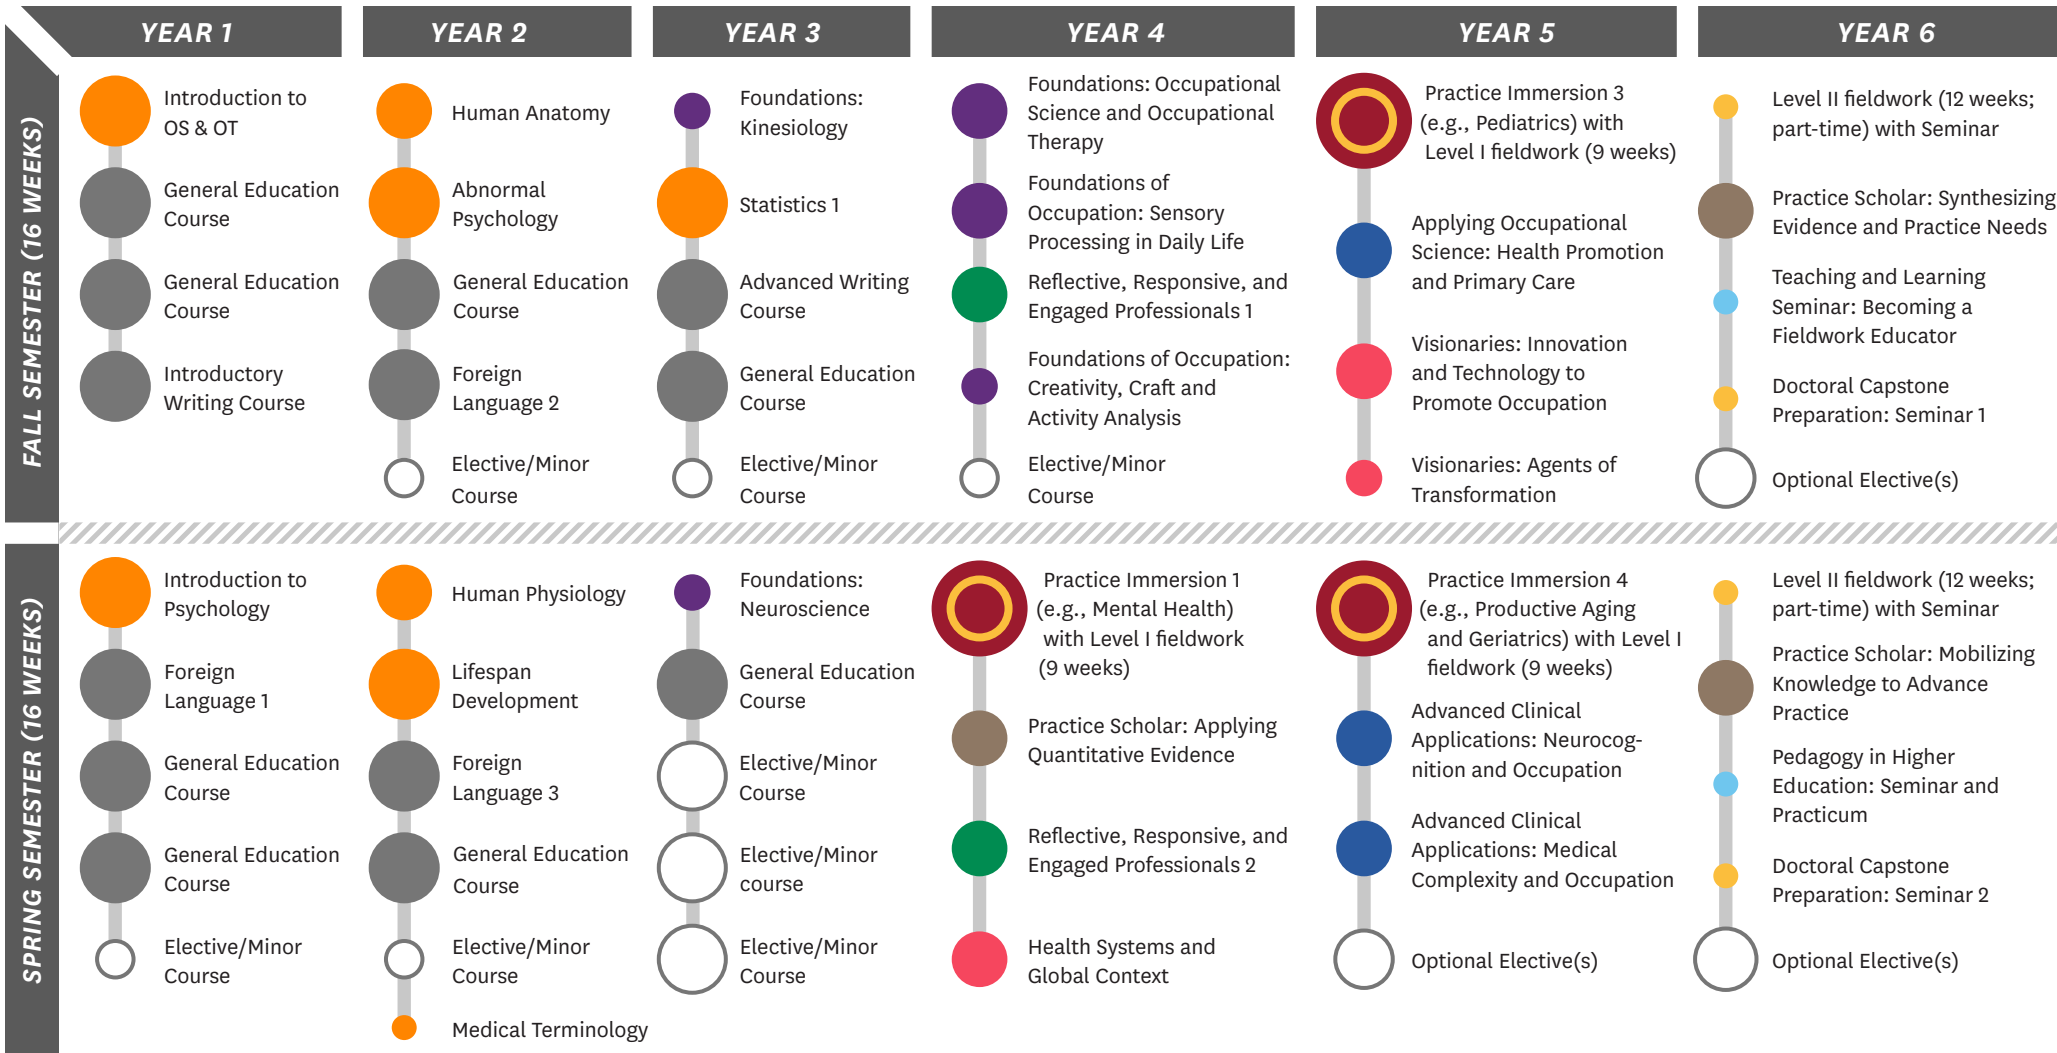 YEAR 1
YEAR 2
YEAR 3
YEAR 4
YEAR 5
YEAR 6
FALL SEMESTER (16 WEEKS)
Introduction to
OS & OT
General Education
Course
General Education
Course
Introductory
Writing Course
Human Anatomy
Abnormal
Psychology
General Education
Course
Foreign
Language 2
Elective/Minor
Course
Foundations:
Kinesiology
Statistics 1
Advanced Writing
Course
General Education
Course
Elective/Minor
Course
Foundations: Occupational
Science and Occupational
Therapy
Foundations of
Occupation: Sensory
Processing in Daily Life
Reflective, Responsive, and
Engaged Professionals 1
Foundations of Occupation:
Creativity, Craft and
Activity Analysis
Elective/Minor
Course
Practice Immersion 3
(e.g., Pediatrics) with
Level I fieldwork (9 weeks)
Applying Occupational
Science: Health Promotion
and Primary Care
Visionaries: Innovation
and Technology to
Promote Occupation
Visionaries: Agents of
Transformation
Level II fieldwork (12 weeks;
part-time) with Seminar
Practice Scholar: Synthesizing
Evidence and Practice Needs
Teaching and Learning
Seminar: Becoming a
Fieldwork Educator
Doctoral Capstone
Preparation: Seminar 1
Optional Elective(s)
SPRING SEMESTER (16 WEEKS)
Introduction to
Psychology
Foreign
Language 1
General Education
Course
General Education
Course
Elective/Minor
Course
Human Physiology
Lifespan
Development
Foreign
Language 3
General Education
Course
Elective/Minor
Course
Medical Terminology
Foundations:
Neuroscience
General Education
Course
Elective/Minor
Course
Elective/Minor
course
Elective/Minor
Course
Practice Immersion 1
(e.g., Mental Health)
with Level I fieldwork
(9 weeks)
Practice Scholar: Applying
Quantitative Evidence
Reflective, Responsive, and
Engaged Professionals 2
Health Systems and
Global Context
Practice Immersion 4
(e.g., Productive Aging
and Geriatrics) with Level I
fieldwork (9 weeks)
Advanced Clinical
Applications: Neurocog-
nition and Occupation
Advanced Clinical
Applications: Medical
Complexity and Occupation
Optional Elective(s)
Level II fieldwork (12 weeks;
part-time) with Seminar
Practice Scholar: Mobilizing
Knowledge to Advance
Practice
Pedagogy in Higher
Education: Seminar and
Practicum
Doctoral Capstone
Preparation: Seminar 2
Optional Elective(s)